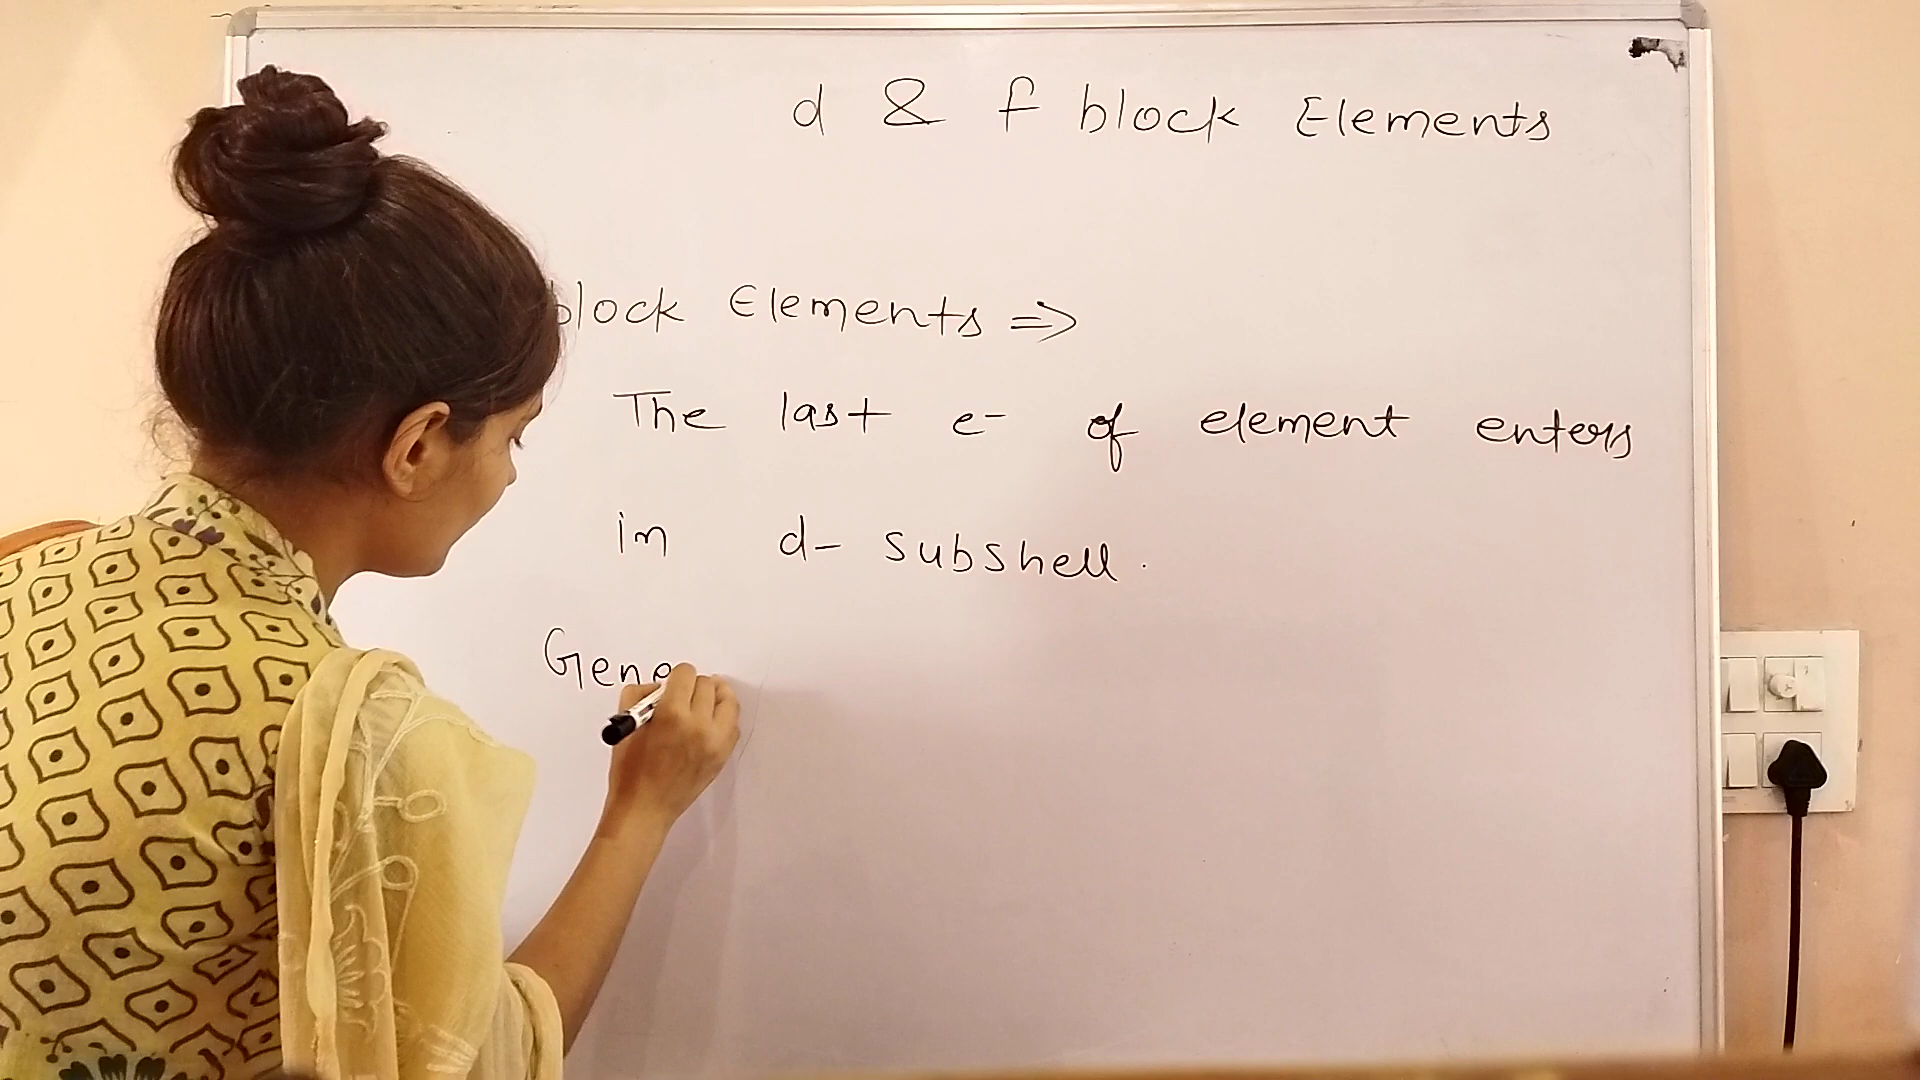 d & f block Elements
block Elements ⇒
The last e- of element enters
in d- subshell.
Gene